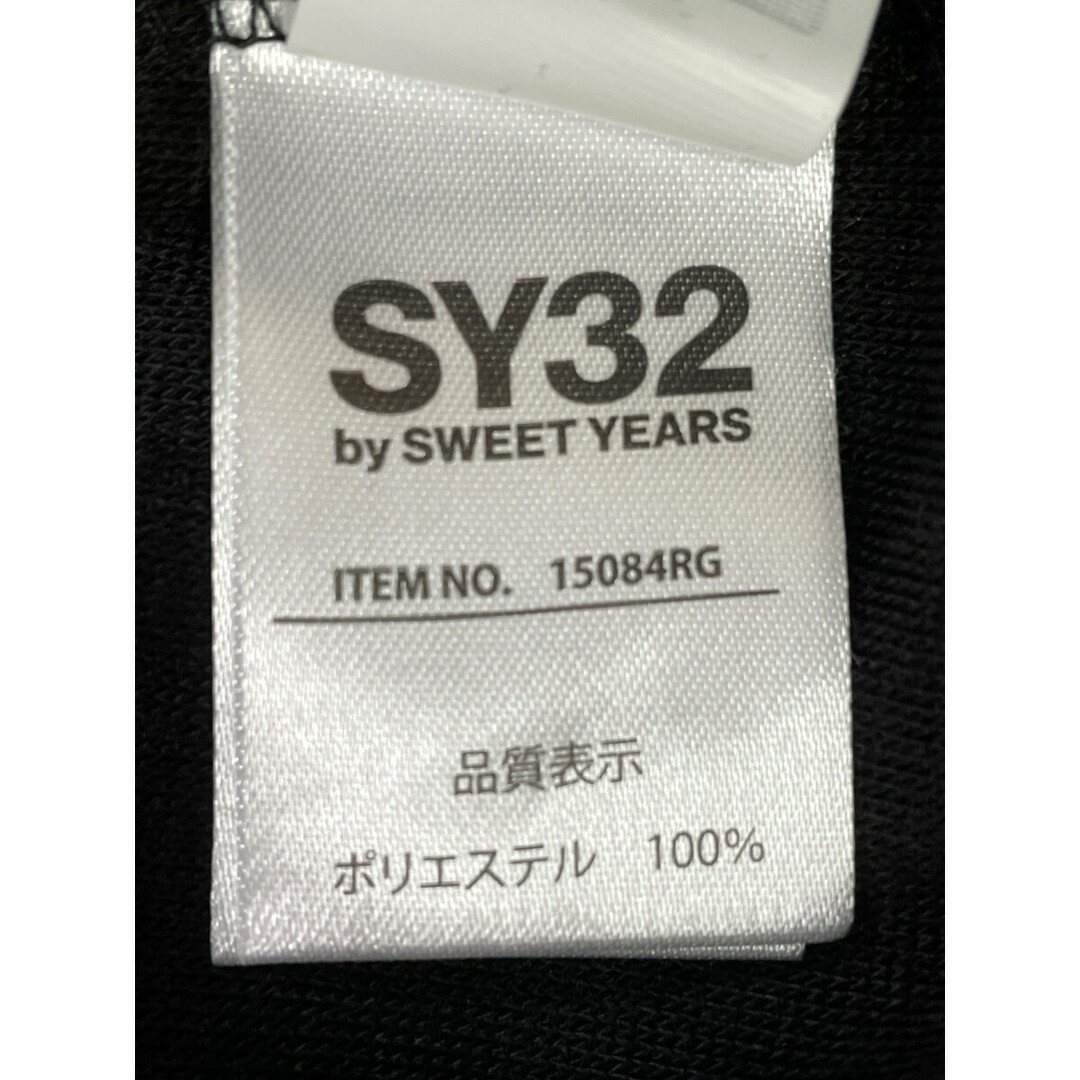 SY32
by SWEET YEARS
ITEM NO. 15084RG
品質表示
ポリエステル 100%